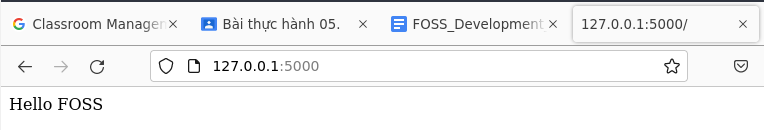 Classroom Managen
Bài thực hành 05.
FOSS_Development
127.0.0.1:5000/
127.0.0.1:5000
Hello FOSS